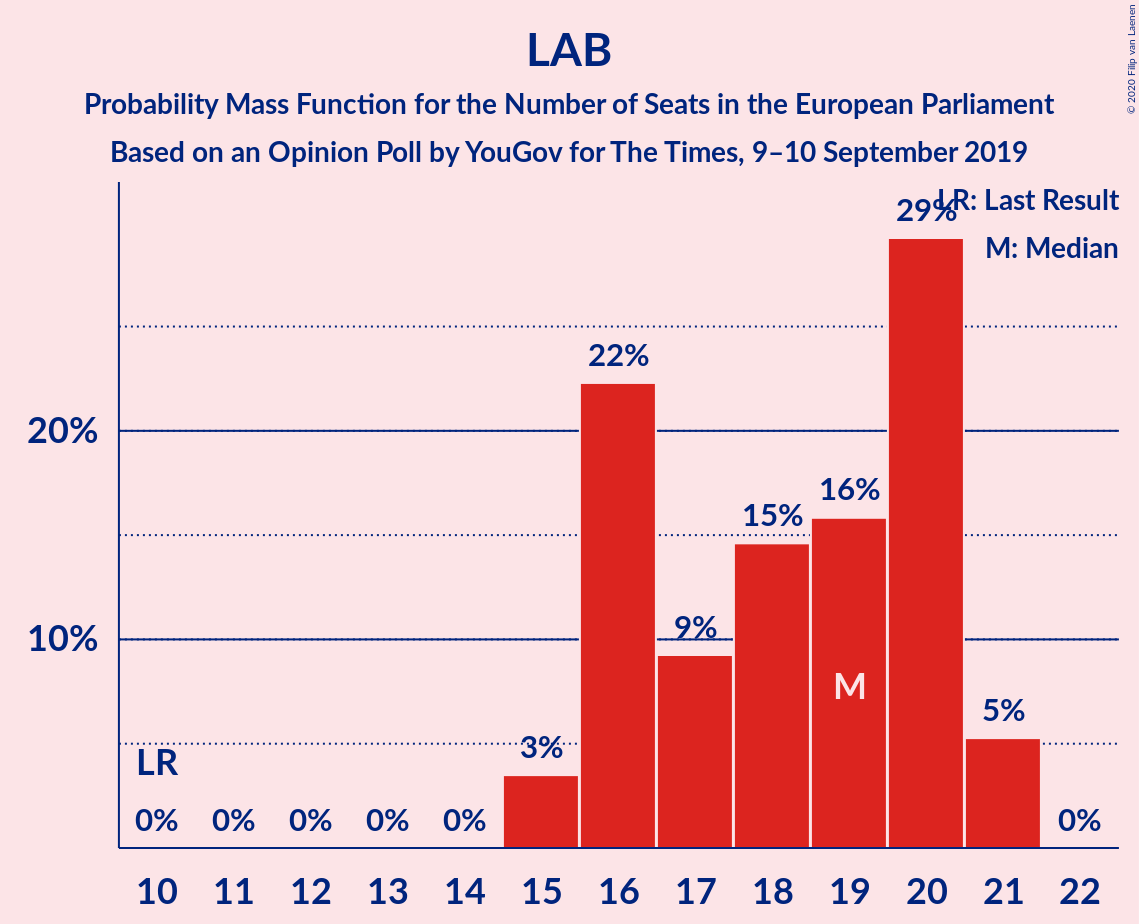 LAB
Probability Mass Function for the Number of Seats in the European Parliament
Based on an Opinion Poll by YouGov for The Times, 9–10 September 2019
© 2020 Filip van Laenen
LR: Last Result
M: Median
29%
22%
20%
16%
15%
10%
9%
M
5%
3%
LR
0% 0% 0% 0% 0% 0%
10 11 12 13 14 15 16 17 18 19 20 21 22